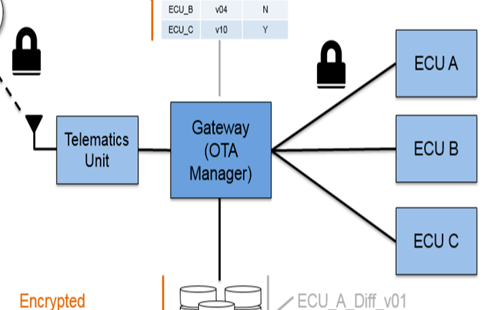 ECU_B v04 N
ECU_C v10 Y
ECU A
Telematics
Unit
Gateway
(OTA
Manager)
ECU B
ECU C
Encrypted
ECU_A_Diff_v01